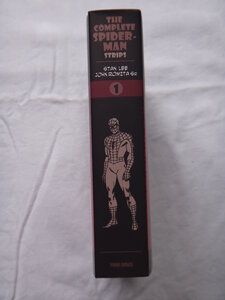 THE
COMPLETE
SPIDER-
MAN
STRIPS
STAN LEE
JOHN ROMITA SR
1